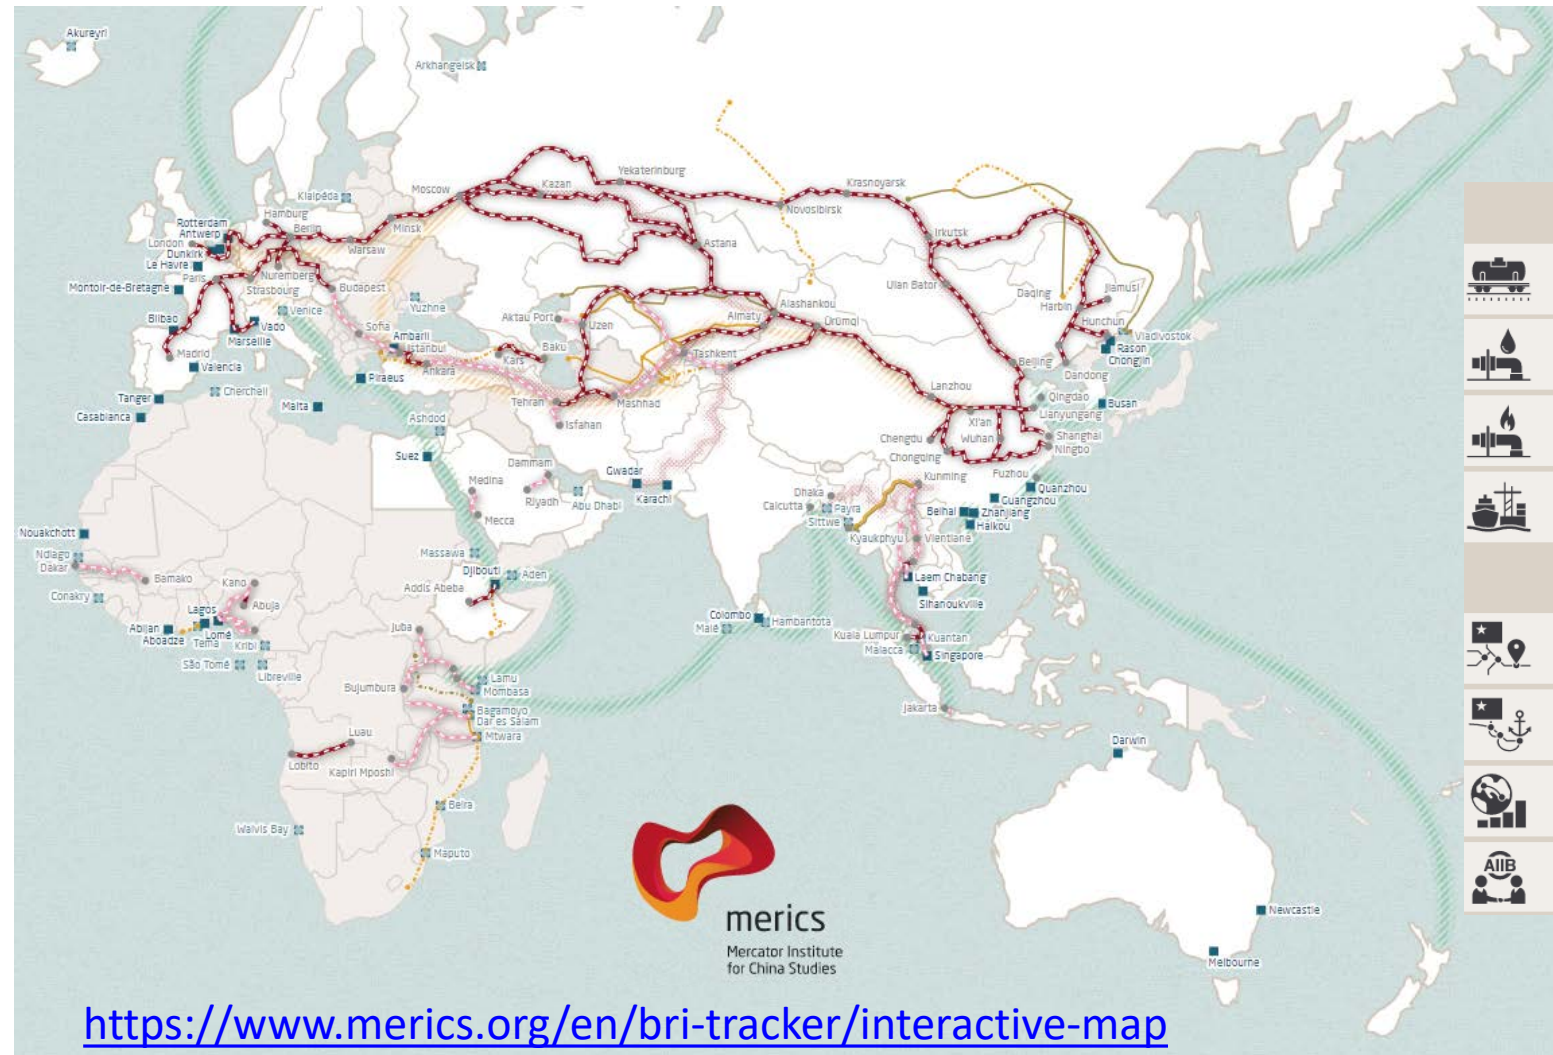 Akureyri
Arkhangelsk
Yekaterinburg
Krasnoyarsk
Kazan
Moscow
Klaipėda
Novosibirsk
Hamburg
Rotterdam
Antwerp
Berlin
Minsk
Irkutsk
London
Dunkirk
Warsaw
Astana
Le Havre
Paris
Nuremberg
Strasbourg
Budapest
Montoir-de-Bretagne
Ulan Bator
Daqing
Harbin
Jiamusi
Venice
Yuzhne
Alashankou
Bilbao
Vado
Marseille
Sofia
Ambarli
Istanbul
Aktau Port
Uzen
Almaty
Ürümqi
Hunchun
Vladivostok
Rason
Chongjin
Madrid
Valencia
Ankara
Kars
Baku
Tashkent
Beijing
Dandong
Piraeus
Cherchell
Tanger
Casablanca
Malta
Tehran
Mashhad
Lanzhou
Qingdao
Lianyungang
Busan
Ashdod
Isfahan
Xi'an
Chengdu
Wuhan
Shanghai
Ningbo
Chongqing
Suez
Dammam
Medina
Riyadh
Abu Dhabi
Gwadar
Karachi
Kunming
Fuzhou
Quanzhou
Guangzhou
Mecca
Dhaka
Calcutta
Payra
Sittwe
Beihai
Zhanjiang
Haikou
Kyaukphyu
Vientiane
Nouakchott
Ndiago
Dakar
Massawa
Djibouti
Aden
Bamako
Kano
Addis Abeba
Laem Chabang
Sihanoukville
Conakry
Abuja
Lagos
Colombo
Hambantota
Malé
Abijan
Aboadze
Tema
Lomé
Kribi
Juba
Kuala Lumpur
Kuantan
Malacca
Singapore
São Tomé
Libreville
Bujumbura
Lamu
Mombasa
Bagamoyo
Dar es Salam
Jakarta
Mtwara
Luau
Lobito
Kapiri Mposhi
Darwin
Beira
Walvis Bay
Maputo
AIIB
merics
Mercator Institute
for China Studies
Newcastle
Melbourne
https://www.merics.org/en/bri-tracker/interactive-map